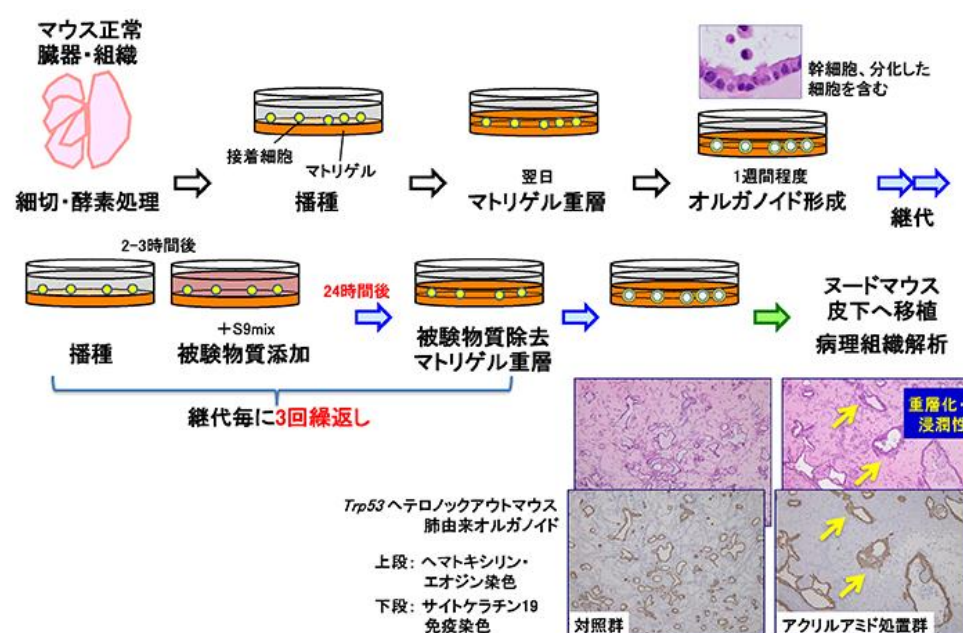 マウス正常
臓器・組織
細切・酵素処理
接着細胞
マトリゲル
播種
翌日
マトリゲル重層
幹細胞、分化した
細胞を含む
1週間程度
オルガノイド形成
継代
2-3時間後
播種
+S9mix
被験物質添加
24時間後
被験物質除去
マトリゲル重層
ヌードマウス
皮下へ移植
病理組織解析
継代毎に3回繰返し
重層化・
浸潤性
Trp53 ヘテロノックアウトマウス
肺由来オルガノイド
上段: ヘマトキシリン・
エオジン染色
下段: サイトケラチン19
免疫染色
対照群
アクリルアミド処置群